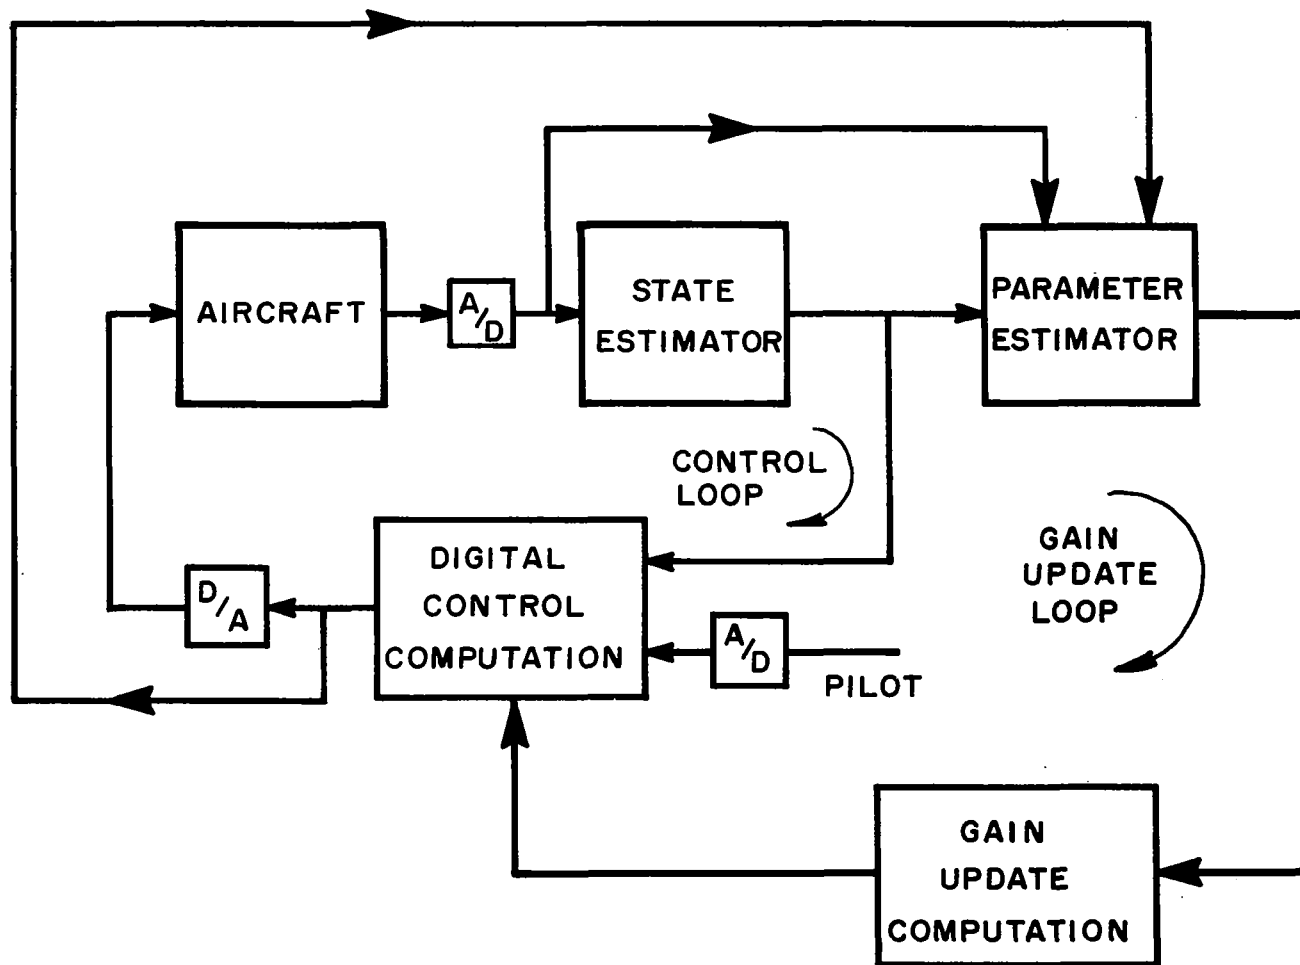 AIRCRAFT
A/D
STATE
ESTIMATOR
PARAMETER
ESTIMATOR
CONTROL
LOOP
GAIN
UPDATE
LOOP
D/A
DIGITAL
CONTROL
COMPUTATION
A/D
PILOT
GAIN
UPDATE
COMPUTATION